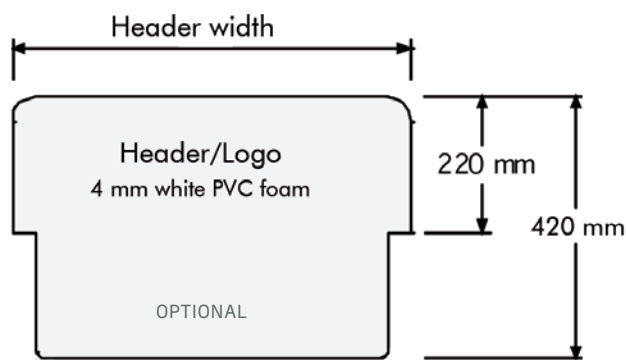 Header width
Header/Logo
4 mm white PVC foam
220 mm
420 mm
OPTIONAL